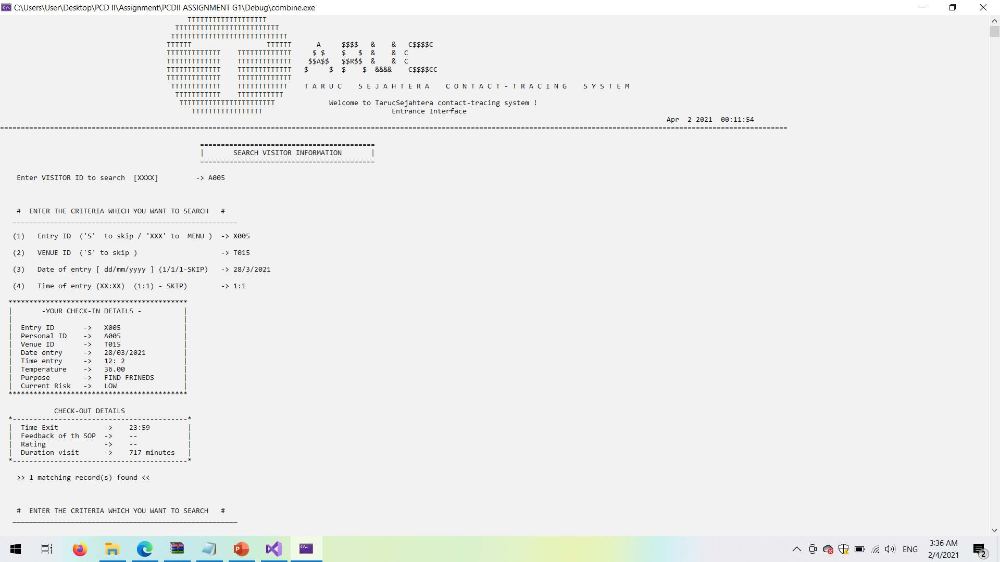 C:\Users\User\Desktop\PCD II\Assignment\PCDII ASSIGNMENT G1\Debug\combine.exe
TTTTTTTTTTTTTTTTTTT
TTTTTTTTTTTTTTTTTTTTTTTTT
TTTTTTTTTTTTTTTTTTTTTTTTTTTT
TTTTTT                  TTTTTT      A     $$$$   &    &   C$$$$C
TTTTTTTTTTTTT    TTTTTTTTTTTTT     $ $    $   $  &    &  C
TTTTTTTTTTTTT    TTTTTTTTTTTTT    $$A$$   $$R$$  &    &  C
TTTTTTTTTTTTT    TTTTTTTTTTTTT   $     $  $    $  &&&&    C$$$$CC
TTTTTTTTTTTTT    TTTTTTTTTTTTT
TTTTTTTTTTTT    TTTTTTTTTTTT    T A R U C    S E J A H T E R A    C O N T A C T - T R A C I N G    S Y S T E M
TTTTTTTTTTT    TTTTTTTTTTT
TTTTTTTTTTTTTTTTTTTTTTT             Welcome to TarucSejahtera contact-tracing system !
TTTTTTTTTTTTTTTTT                               Entrance Interface
Apr  2 2021  00:11:54
=============================================================================================================================================================================================
==========================================
|       SEARCH VISITOR INFORMATION       |
==========================================
Enter VISITOR ID to search  [XXXX]         -> A005
#  ENTER THE CRITERIA WHICH YOU WANT TO SEARCH   #
______________________________________________________
(1)   Entry ID  ('S'  to skip / 'XXX' to  MENU )  -> X005
(2)   VENUE ID  ('S' to skip )                    -> T015
(3)   Date of entry [ dd/mm/yyyy ] (1/1/1-SKIP)   -> 28/3/2021
(4)   Time of entry (XX:XX)  (1:1) - SKIP)        -> 1:1
*******************************************
|       -YOUR CHECK-IN DETAILS -          |
|                                         |
|  Entry ID       ->   X005               |
|  Personal ID    ->   A005               |
|  Venue ID       ->   T015               |
|  Date entry     ->   28/03/2021         |
|  Time entry     ->   12: 2              |
|  Temperature    ->   36.00              |
|  Purpose        ->   FIND FRINEDS       |
|  Current Risk   ->   LOW                |
*******************************************
CHECK-OUT DETAILS
*------------------------------------------*
|  Time Exit           ->    23:59         |
|  Feedback of th SOP  ->    --            |
|  Rating              ->    --            |
|  Duration visit      ->    717 minutes   |
*------------------------------------------*
>> 1 matching record(s) found <<
#  ENTER THE CRITERIA WHICH YOU WANT TO SEARCH   #
______________________________________________________
ENG
3:36 AM
2/4/2021
2